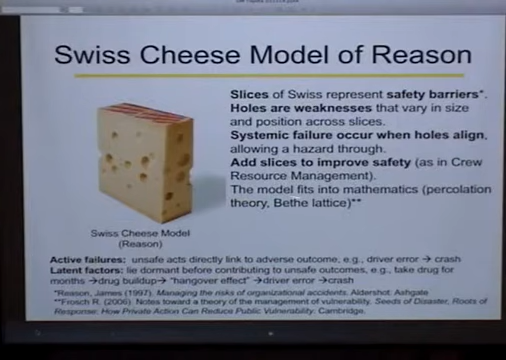 Swiss Cheese Model of Reason
Slices of Swiss represent safety barriers*.
Holes are weaknesses that vary in size
and position across slices.
Systemic failure occur when holes align,
allowing a hazard through.
Add slices to improve safety (as in Crew
Resource Management).
The model fits into mathematics (percolation
theory, Bethe lattice)**
Swiss Cheese Model
(Reason)
Active failures: unsafe acts directly link to adverse outcome, e.g., driver error → crash
Latent factors: lie dormant before contributing to unsafe outcomes, e.g., take drug for
months →drug buildup→ "hangover effect" →driver error →crash
*Reason, James (1997). Managing the risks of organizational accidents. Aldershot: Ashgate
**Frosch R. (2006). Notes toward a theory of the management of vulnerability. Seeds of Disaster, Roots of
Response: How Private Action Can Reduce Public Vulnerability. Cambridge.